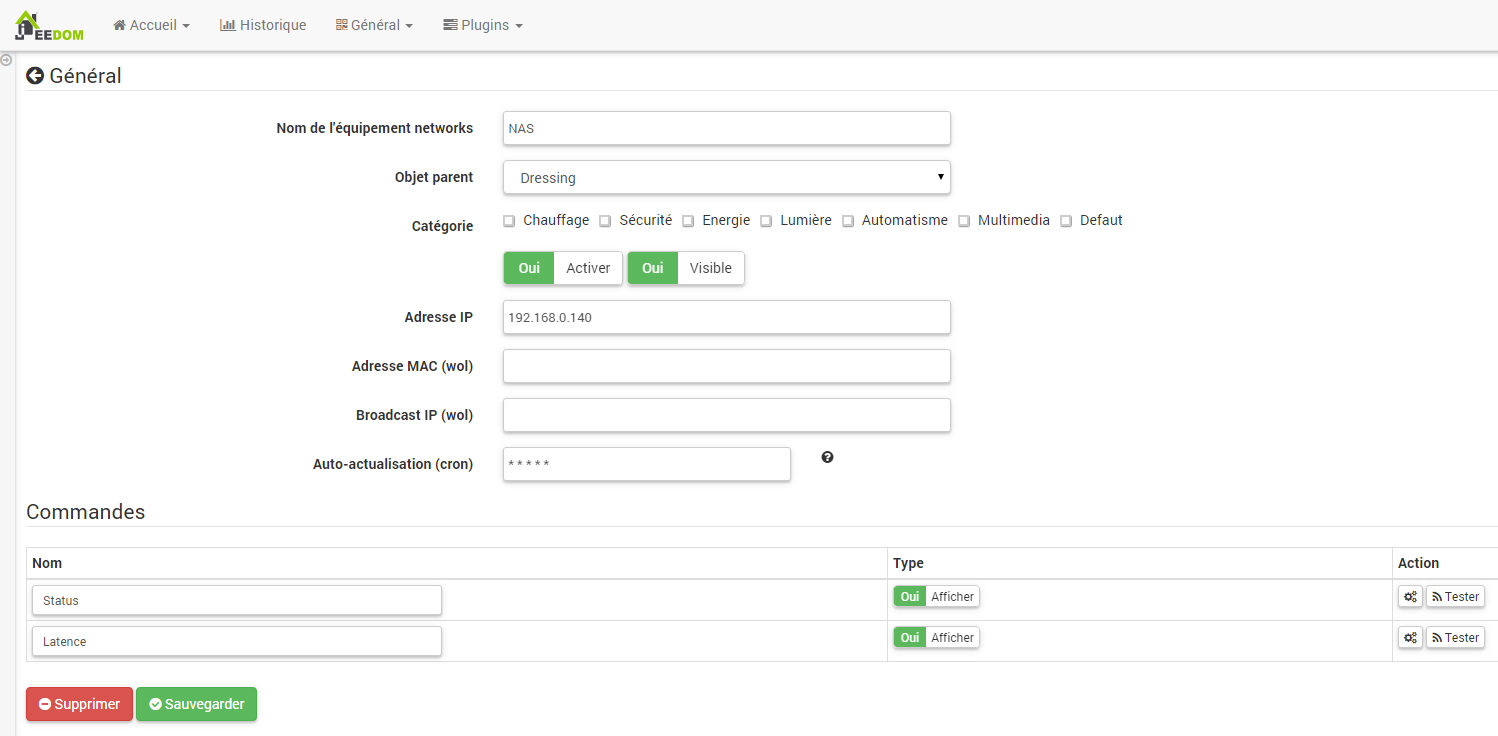 JEEDOM Accueil Historique Général Plugins
Général
Nom de l'équipement networks NAS
Objet parent Dressing
Catégorie Chauffage Sécurité Energie Lumière Automatisme Multimedia Defaut
Oui Activer Oui Visible
Adresse IP 192.168.0.140
Adresse MAC (wol)
Broadcast IP (wol)
Auto-actualisation (cron) * * * * *
Commandes
Nom Type Action
Status Oui Afficher Tester
Latence Oui Afficher Tester
Supprimer Sauvegarder